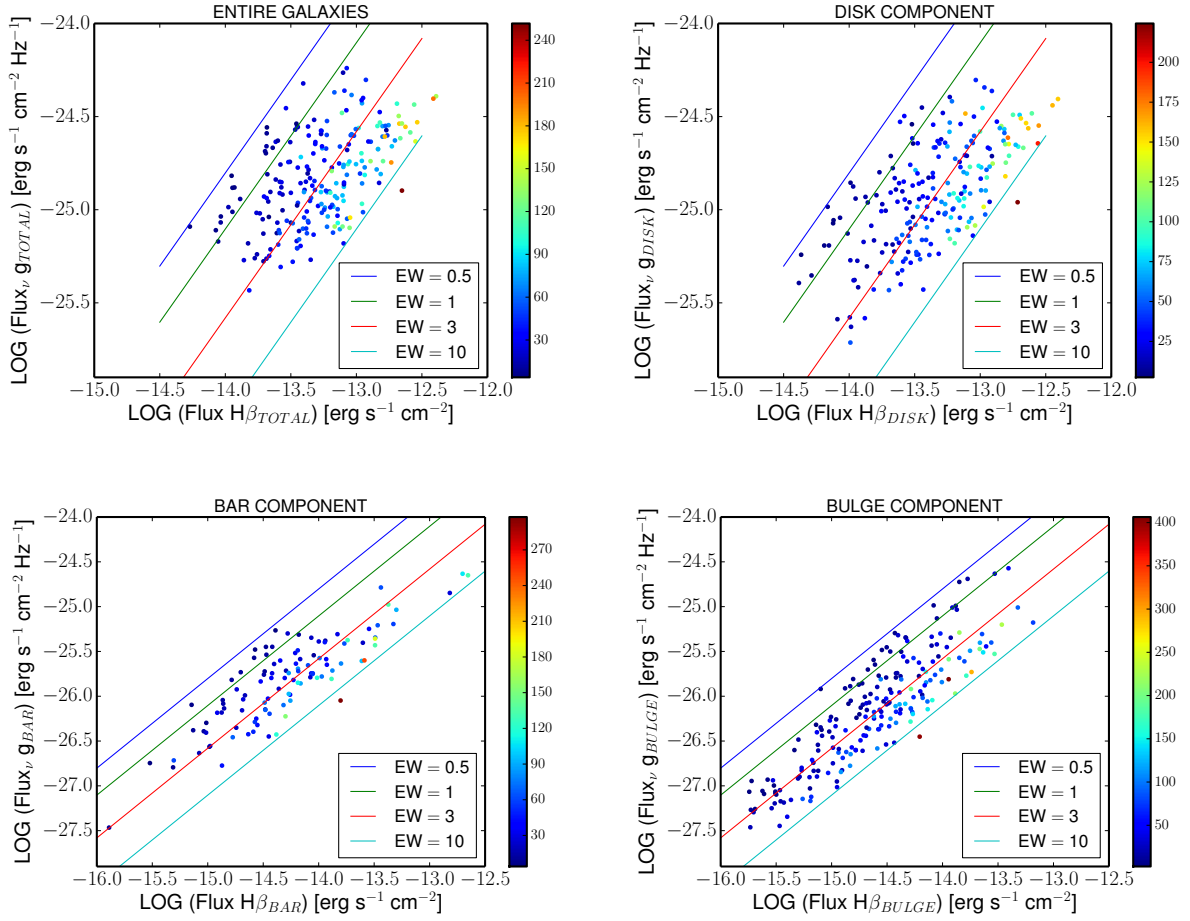 ENTIRE GALAXIES
LOG (Flux_ν g_TOTAL) [erg s⁻¹ cm⁻² Hz⁻¹]
−24.0
−24.5
−25.0
−25.5
−15.0 −14.5 −14.0 −13.5 −13.0 −12.5 −12.0
LOG (Flux Hβ_TOTAL) [erg s⁻¹ cm⁻²]
EW = 0.5
EW = 1
EW = 3
EW = 10
240
210
180
150
120
90
60
30
DISK COMPONENT
LOG (Flux_ν g_DISK) [erg s⁻¹ cm⁻² Hz⁻¹]
−24.0
−24.5
−25.0
−25.5
−15.0 −14.5 −14.0 −13.5 −13.0 −12.5 −12.0
LOG (Flux Hβ_DISK) [erg s⁻¹ cm⁻²]
EW = 0.5
EW = 1
EW = 3
EW = 10
200
175
150
125
100
75
50
25
BAR COMPONENT
LOG (Flux_ν g_BAR) [erg s⁻¹ cm⁻² Hz⁻¹]
−24.0
−24.5
−25.0
−25.5
−26.0
−26.5
−27.0
−27.5
−16.0 −15.5 −15.0 −14.5 −14.0 −13.5 −13.0 −12.5
LOG (Flux Hβ_BAR) [erg s⁻¹ cm⁻²]
EW = 0.5
EW = 1
EW = 3
EW = 10
270
240
210
180
150
120
90
60
30
BULGE COMPONENT
LOG (Flux_ν g_BULGE) [erg s⁻¹ cm⁻² Hz⁻¹]
−24.0
−24.5
−25.0
−25.5
−26.0
−26.5
−27.0
−27.5
−16.0 −15.5 −15.0 −14.5 −14.0 −13.5 −13.0 −12.5
LOG (Flux Hβ_BULGE) [erg s⁻¹ cm⁻²]
EW = 0.5
EW = 1
EW = 3
EW = 10
400
350
300
250
200
150
100
50